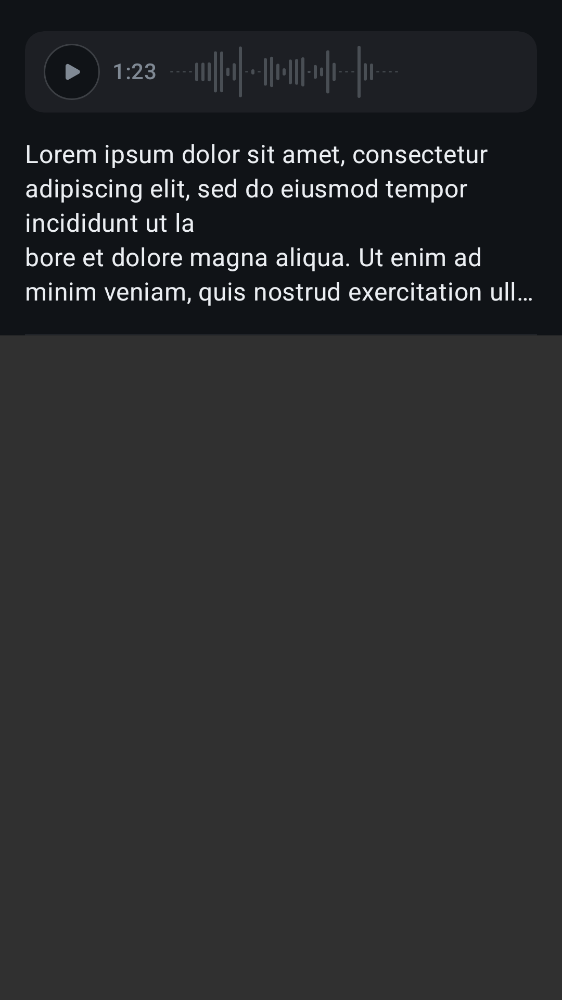 1:23
Lorem ipsum dolor sit amet, consectetur
adipiscing elit, sed do eiusmod tempor
incididunt ut la
bore et dolore magna aliqua. Ut enim ad
minim veniam, quis nostrud exercitation ull…